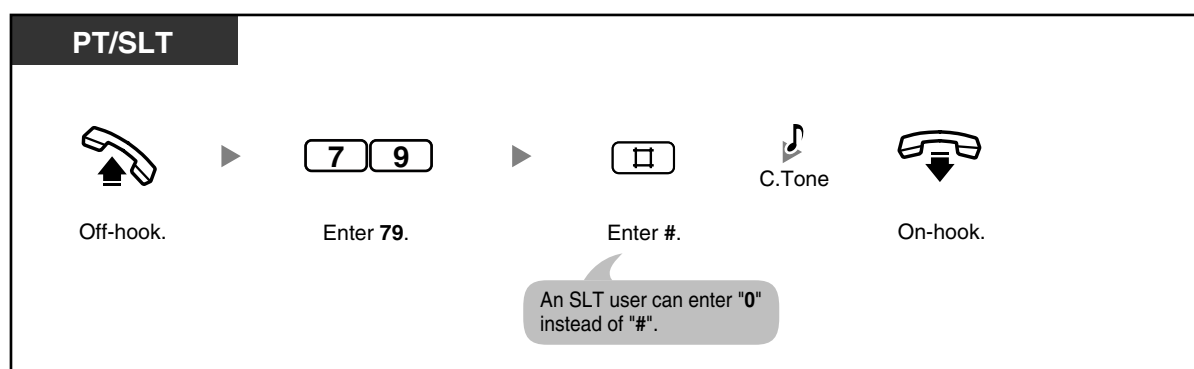 PT/SLT
7 9
#
C.Tone
Off-hook.
Enter 79.
Enter #.
On-hook.
An SLT user can enter "0"
instead of "#".